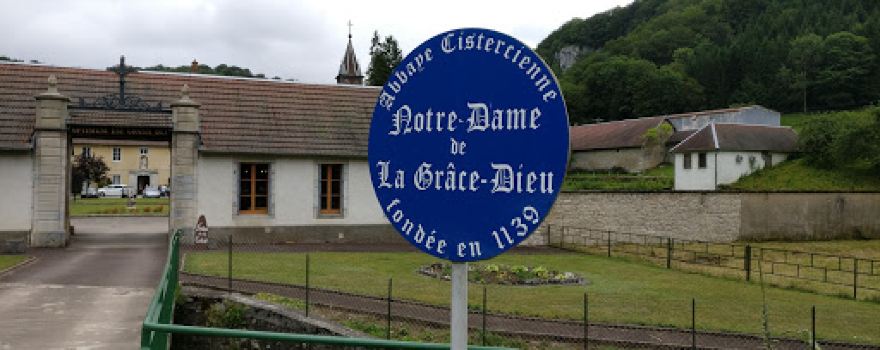 Abbaye Cistercienne
Notre-Dame
de
La Grâce-Dieu
fondée en 1139